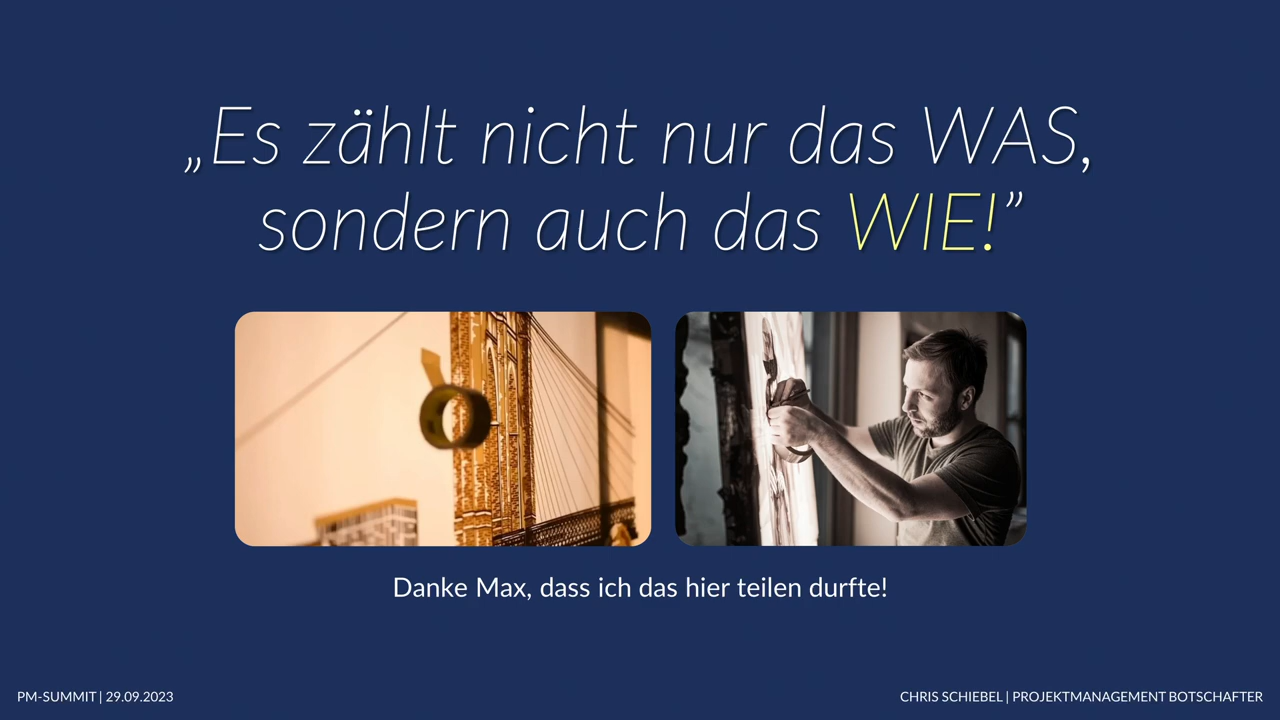 „Es zählt nicht nur das WAS,
sondern auch das WIE!”
Danke Max, dass ich das hier teilen durfte!
PM-SUMMIT | 29.09.2023
CHRIS SCHIEBEL | PROJEKTMANAGEMENT BOTSCHAFTER